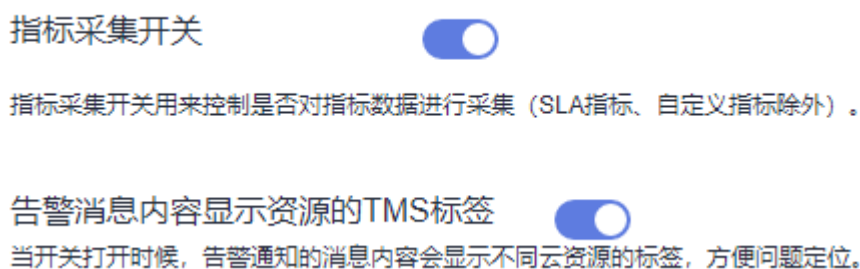 指标采集开关
指标采集开关用来控制是否对指标数据进行采集（SLA指标、自定义指标除外）。
告警消息内容显示资源的TMS标签
当开关打开时候，告警通知的消息内容会显示不同云资源的标签，方便问题定位。